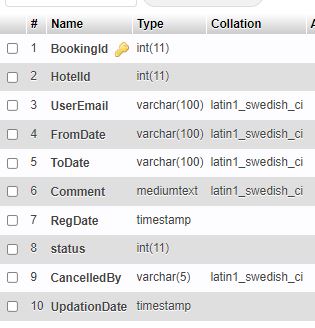 # Name Type Collation A
1 BookingId int(11)
2 HotelId int(11)
3 UserEmail varchar(100) latin1_swedish_ci
4 FromDate varchar(100) latin1_swedish_ci
5 ToDate varchar(100) latin1_swedish_ci
6 Comment mediumtext latin1_swedish_ci
7 RegDate timestamp
8 status int(11)
9 CancelledBy varchar(5) latin1_swedish_ci
10 UpdationDate timestamp